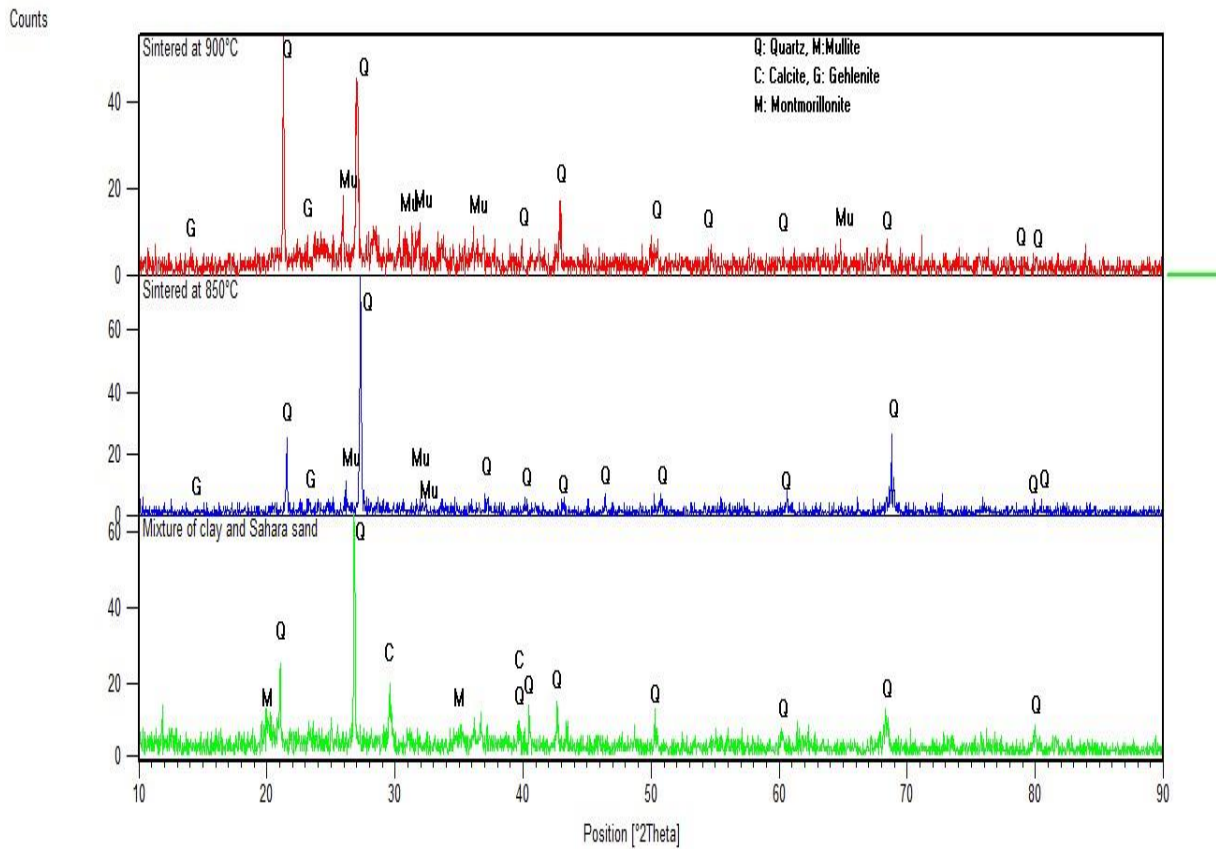 Counts
Sintered at 900°C
Q: Quartz, M:Mullite
C: Calcite, G: Gehlenite
M: Montmorillonite
Q
Q
Mu
Mu
Mu
Mu
G
G
Q
Q
Q
Q
Q
Mu
Q
Q
Q
40
20
0
Sintered at 850°C
Q
Q
Mu
Mu
Mu
G
G
Q
Q
Q
Q
Q
Q
Q
Q
Q
60
40
20
0
Mixture of clay and Sahara sand
Q
Q
M
C
M
C
Q
Q
Q
Q
Q
Q
Q
60
40
20
0
10 20 30 40 50 60 70 80 90
Position [°2Theta]